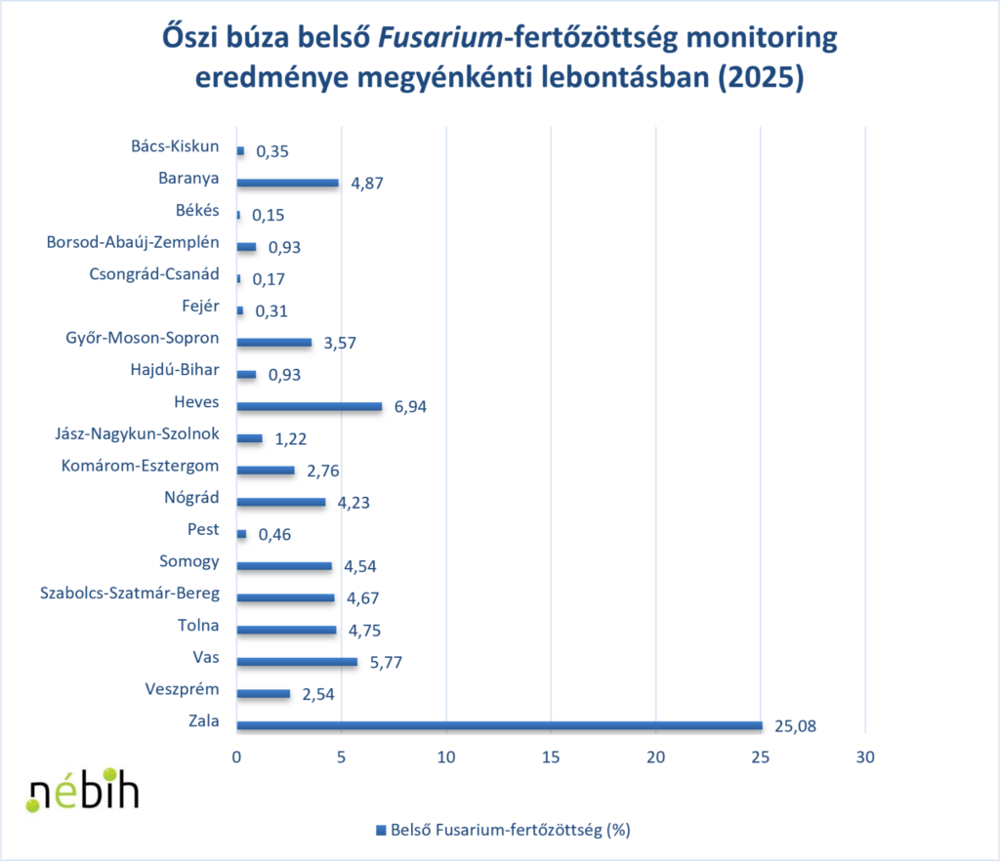 Őszi búza belső Fusarium-fertőzöttség monitoring
eredménye megyénkénti lebontásban (2025)
Bács-Kiskun 0,35
Baranya 4,87
Békés 0,15
Borsod-Abaúj-Zemplén 0,93
Csongrád-Csanád 0,17
Fejér 0,31
Győr-Moson-Sopron 3,57
Hajdú-Bihar 0,93
Heves 6,94
Jász-Nagykun-Szolnok 1,22
Komárom-Esztergom 2,76
Nógrád 4,23
Pest 0,46
Somogy 4,54
Szabolcs-Szatmár-Bereg 4,67
Tolna 4,75
Vas 5,77
Veszprém 2,54
Zala 25,08
0 5 10 15 20 25 30
nébih
Belső Fusarium-fertőzöttség (%)